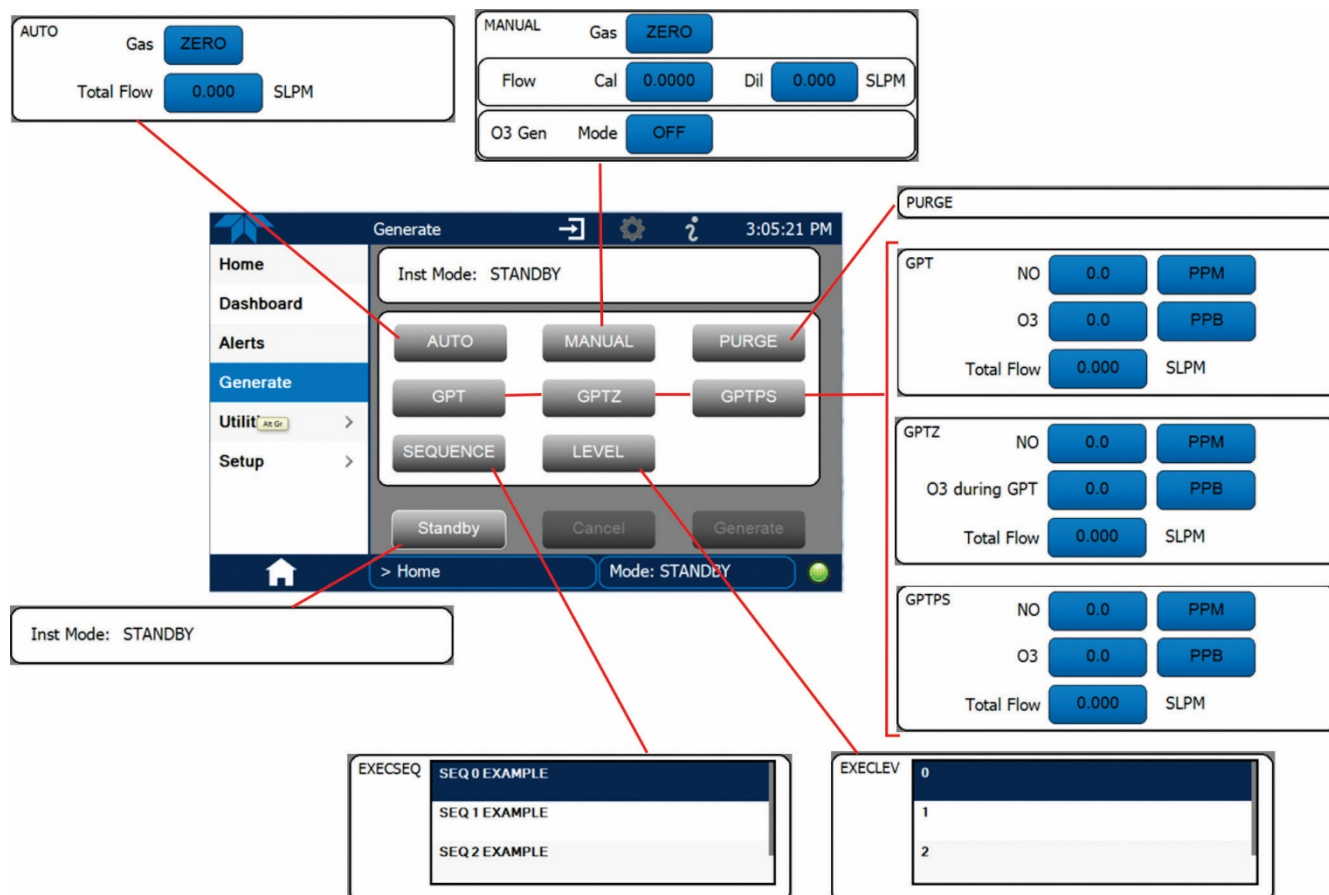 AUTO
Gas ZERO
Total Flow 0.000 SLPM
MANUAL
Gas ZERO
Flow Cal 0.0000 Dil 0.000 SLPM
O3 Gen Mode OFF
Generate 3:05:21 PM
Home
Dashboard
Alerts
Generate
Utiliti
Alt Gr
Setup
Inst Mode: STANDBY
AUTO MANUAL PURGE
GPT GPTZ GPTPS
SEQUENCE LEVEL
Standby Cancel Generate
> Home Mode: STANDBY
PURGE
GPT
NO 0.0 PPM
O3 0.0 PPB
Total Flow 0.000 SLPM
GPTZ
NO 0.0 PPM
O3 during GPT 0.0 PPB
Total Flow 0.000 SLPM
GPTPS
NO 0.0 PPM
O3 0.0 PPB
Total Flow 0.000 SLPM
Inst Mode: STANDBY
EXECSEQ
SEQ 0 EXAMPLE
SEQ 1 EXAMPLE
SEQ 2 EXAMPLE
EXECLEV
0
1
2